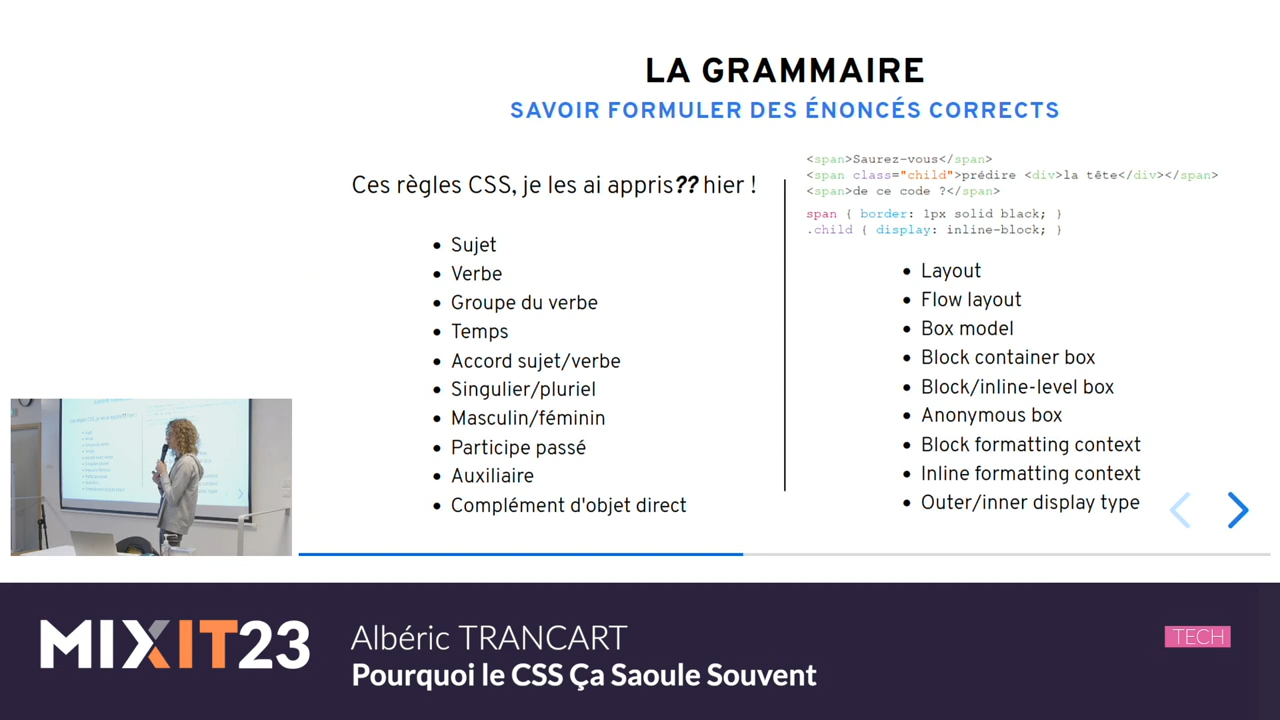 LA GRAMMAIRE
SAVOIR FORMULER DES ÉNONCÉS CORRECTS
Ces règles CSS, je les ai appris?? hier !
Sujet
Verbe
Groupe du verbe
Temps
Accord sujet/verbe
Singulier/pluriel
Masculin/féminin
Participe passé
Auxiliaire
Complément d'objet direct
<span>Saurez-vous</span>
<span class="child">prédire <div>la tête</div></span>
<span>de ce code ?</span>
span { border: 1px solid black; }
.child { display: inline-block; }
Layout
Flow layout
Box model
Block container box
Block/inline-level box
Anonymous box
Block formatting context
Inline formatting context
Outer/inner display type
MIXIT23
Albéric TRANCART
Pourquoi le CSS Ça Saoule Souvent
TECH